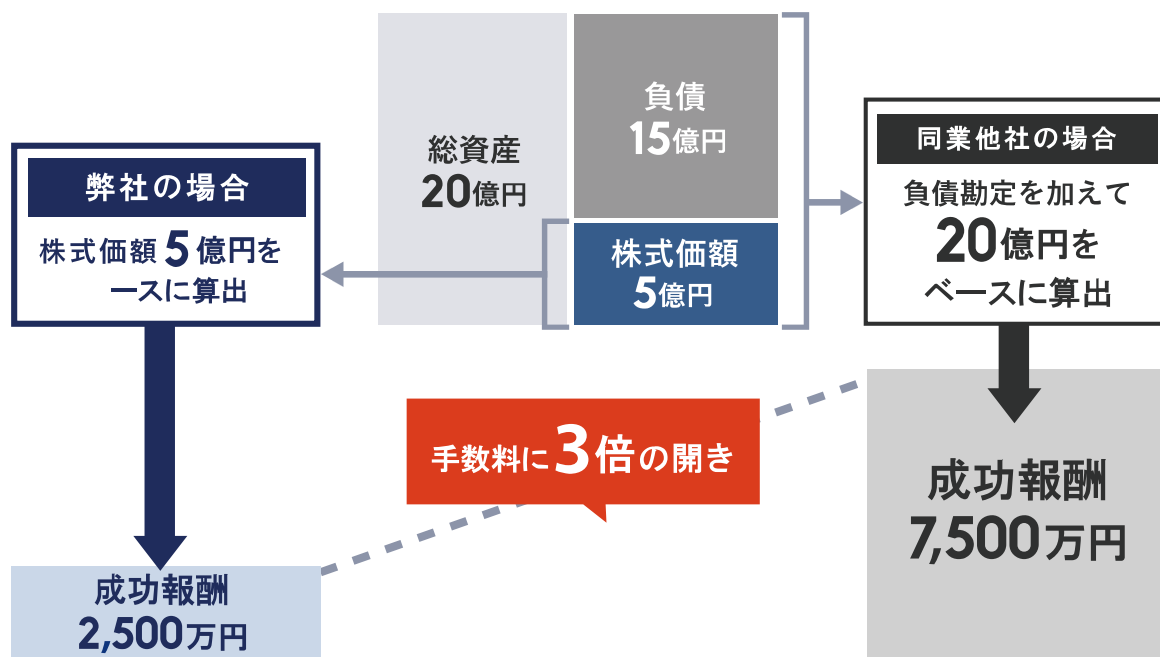 総資産
20億円
負債
15億円
株式価額
5億円
弊社の場合
株式価額 5 億円を
ースに算出
同業他社の場合
負債勘定を加えて
20億円を
ベースに算出
手数料に3倍の開き
成功報酬
2,500万円
成功報酬
7,500万円